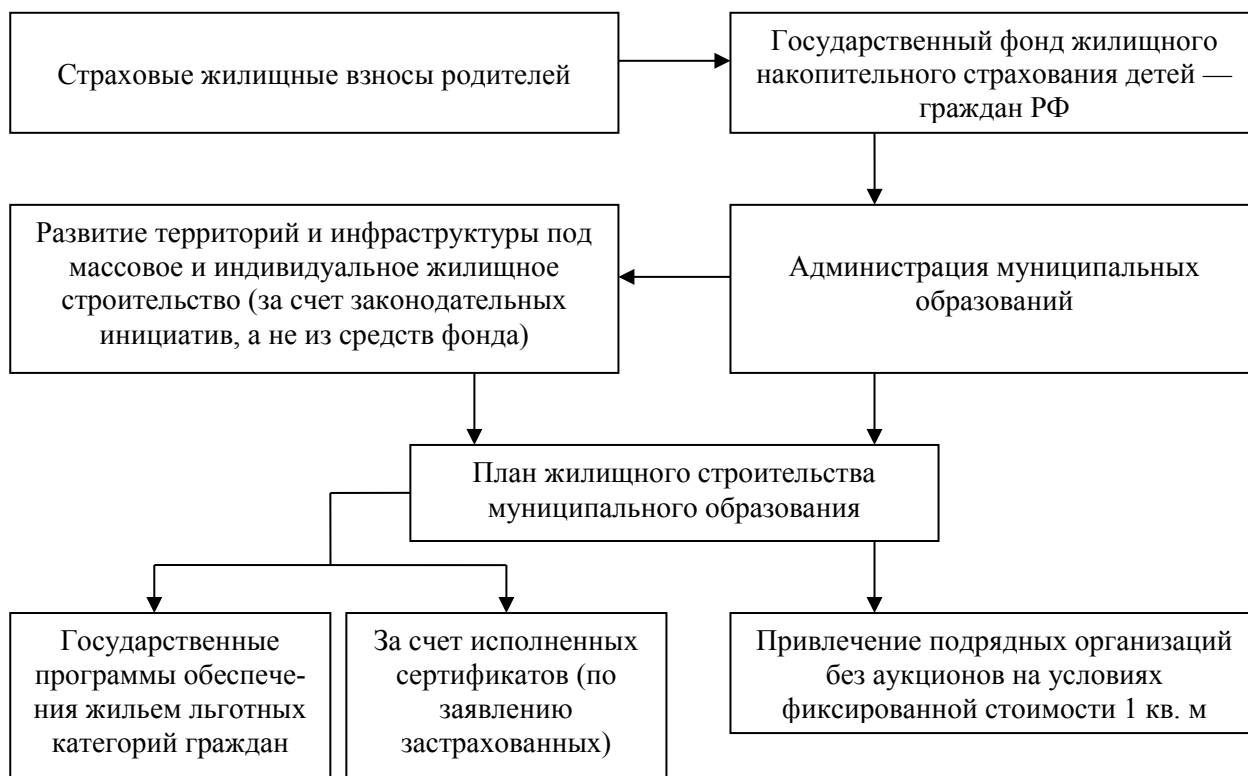 Страховые жилищные взносы родителей
Государственный фонд жилищного
накопительного страхования детей —
граждан РФ
Развитие территорий и инфраструктуры под
массовое и индивидуальное жилищное
строительство (за счет законодательных
инициатив, а не из средств фонда)
Администрация муниципальных
образований
План жилищного строительства
муниципального образования
Государственные
программы обеспече-
ния жильем льготных
категорий граждан
За счет исполненных
сертификатов (по
заявлению
застрахованных)
Привлечение подрядных организаций
без аукционов на условиях
фиксированной стоимости 1 кв. м